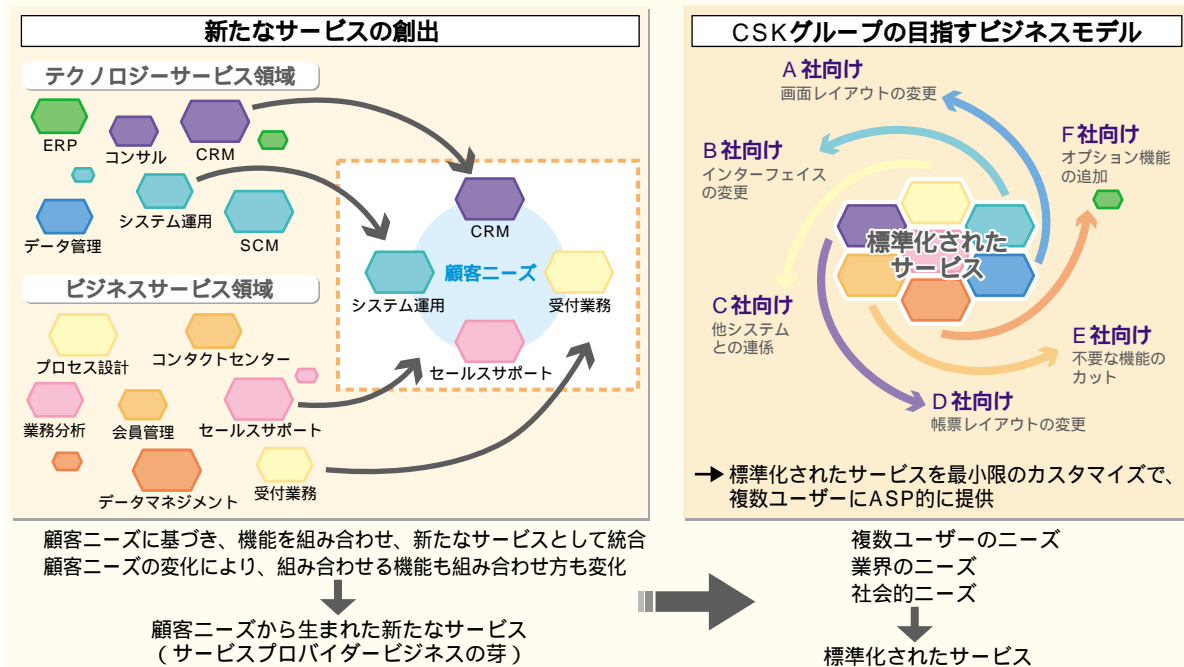 新たなサービスの創出
テクノロジーサービス領域
ERP
コンサル
CRM
データ管理
システム運用
SCM
ビジネスサービス領域
プロセス設計
コンタクトセンター
業務分析
会員管理
セールスサポート
データマネジメント
受付業務
CRM
システム運用
顧客ニーズ
受付業務
セールスサポート
顧客ニーズに基づき、機能を組み合わせ、新たなサービスとして統合
顧客ニーズの変化により、組み合わせる機能も組み合わせ方も変化
顧客ニーズから生まれた新たなサービス
(サービスプロバイダービジネスの芽)
CSKグループの目指すビジネスモデル
A社向け
画面レイアウトの変更
B社向け
インターフェイス
の変更
F社向け
オプション機能
の追加
標準化された
サービス
C社向け
他システム
との連係
E社向け
不要な機能の
カット
D社向け
帳票レイアウトの変更
標準化されたサービスを最小限のカスタマイズで、
複数ユーザーにASP的に提供
複数ユーザーのニーズ
業界のニーズ
社会的ニーズ
標準化されたサービス